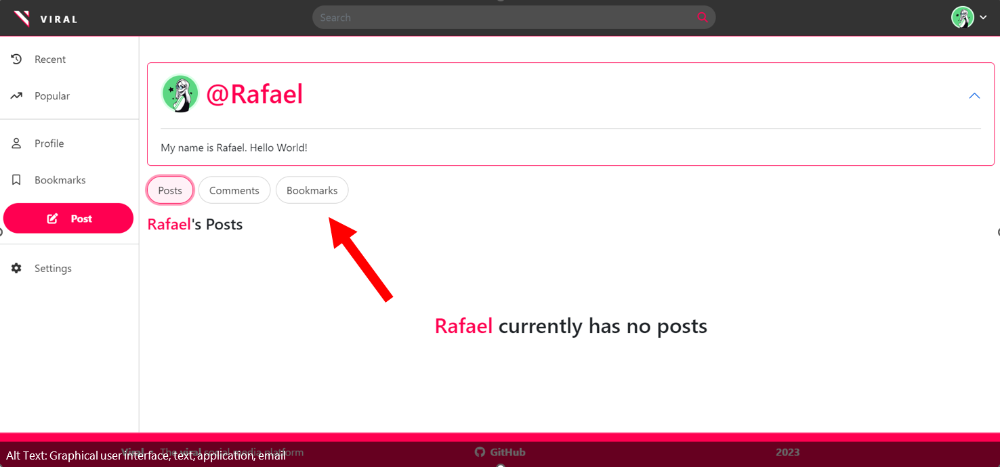 VIRAL
Search
Recent
Popular
Profile
Bookmarks
Post
Settings
@Rafael
My name is Rafael. Hello World!
Posts
Comments
Bookmarks
Rafael's Posts
Rafael currently has no posts
Viral - The viral social media platform
GitHub
2023
Alt Text: Graphical user interface, text, application, email